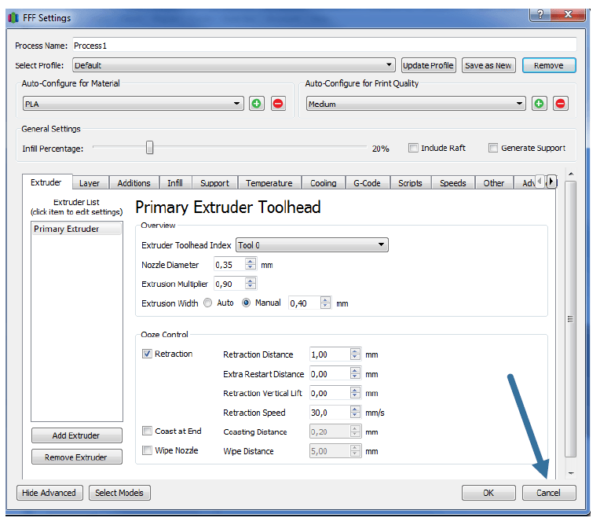 FFF Settings
Process Name: Process1
Select Profile: Default Update Profile Save as New Remove
Auto-Configure for Material Auto-Configure for Print Quality
PLA Medium
General Settings
Infill Percentage: 20% Include Raft Generate Support
Extruder Layer Additions Infill Support Temperature Cooling G-Code Scripts Speeds Other
Extruder List
(click item to edit settings)
Primary Extruder
Primary Extruder Toolhead
Overview
Extruder Toolhead Index Tool 0
Nozzle Diameter 0,35 mm
Extrusion Multiplier 0,90
Extrusion Width Auto Manual 0,40 mm
Ooze Control
Retraction Retraction Distance 1,00 mm
Extra Restart Distance 0,00 mm
Retraction Vertical Lift 0,00 mm
Retraction Speed 30,0 mm/s
Coast at End Coasting Distance 0,20 mm
Wipe Nozzle Wipe Distance 5,00 mm
Add Extruder
Remove Extruder
Hide Advanced Select Models OK Cancel